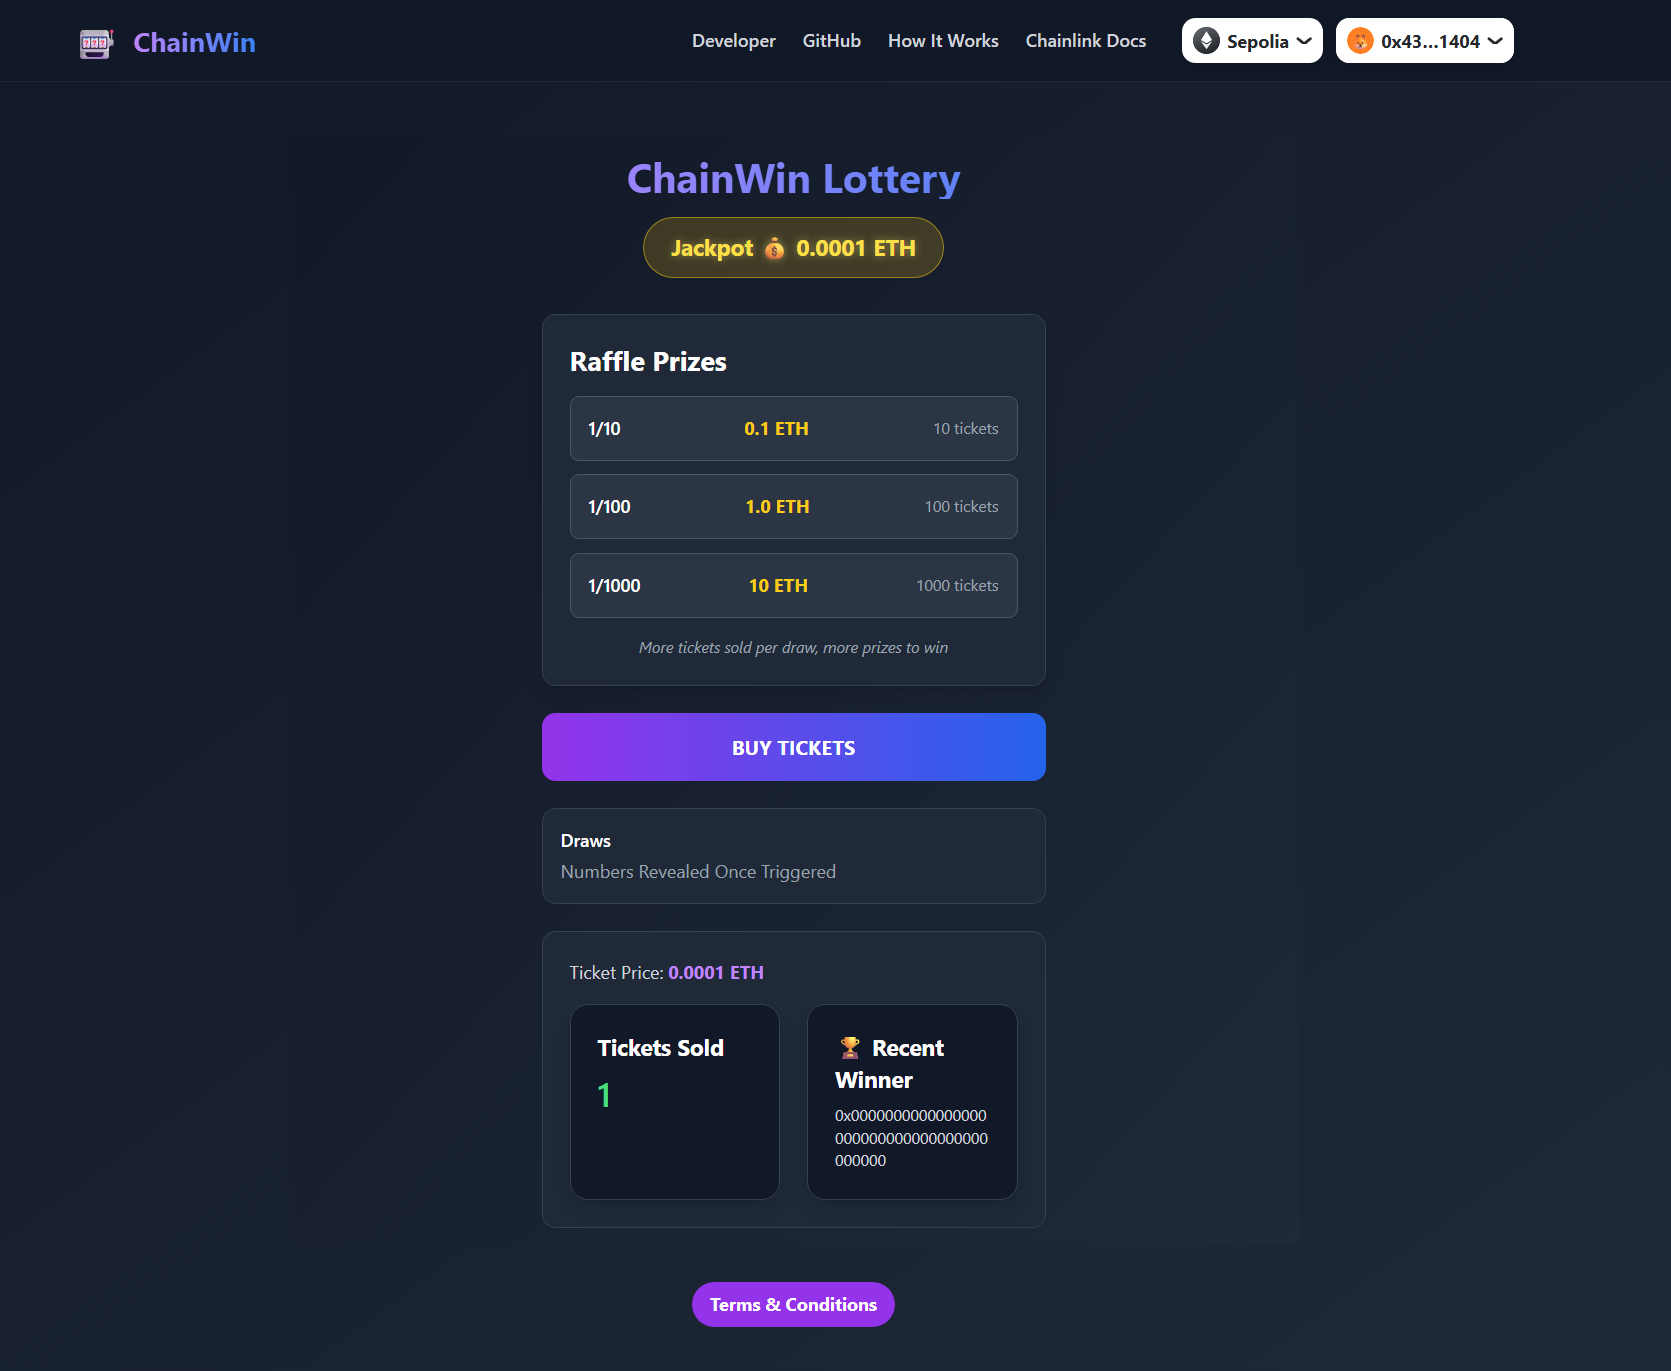 ChainWin
Developer GitHub How It Works Chainlink Docs Sepolia 0x43...1404
ChainWin Lottery
Jackpot 💰 0.0001 ETH
Raffle Prizes
1/10 0.1 ETH 10 tickets
1/100 1.0 ETH 100 tickets
1/1000 10 ETH 1000 tickets
More tickets sold per draw, more prizes to win
BUY TICKETS
Draws
Numbers Revealed Once Triggered
Ticket Price: 0.0001 ETH
Tickets Sold
1
🏆 Recent
Winner
0x0000000000000000
000000000000000000
000000
Terms & Conditions